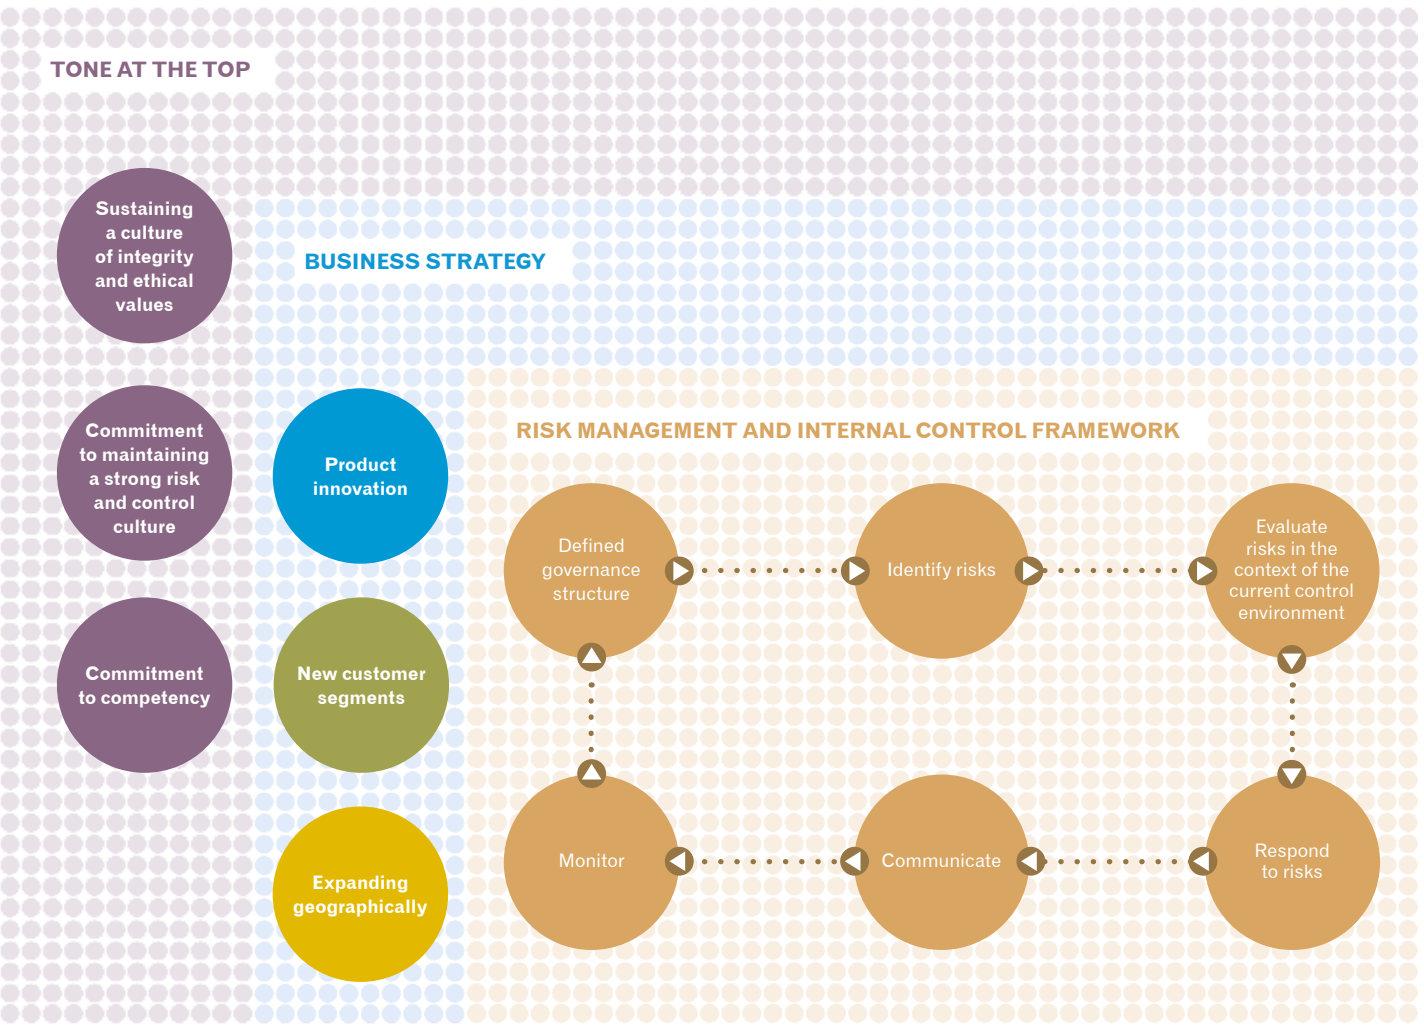 TONE AT THE TOP
Sustaining
a culture
of integrity
and ethical
values
Commitment
to maintaining
a strong risk
and control
culture
Commitment
to competency
BUSINESS STRATEGY
Product
innovation
New customer
segments
Expanding
geographically
RISK MANAGEMENT AND INTERNAL CONTROL FRAMEWORK
Defined
governance
structure
Identify risks
Evaluate
risks in the
context of the
current control
environment
Respond
to risks
Communicate
Monitor